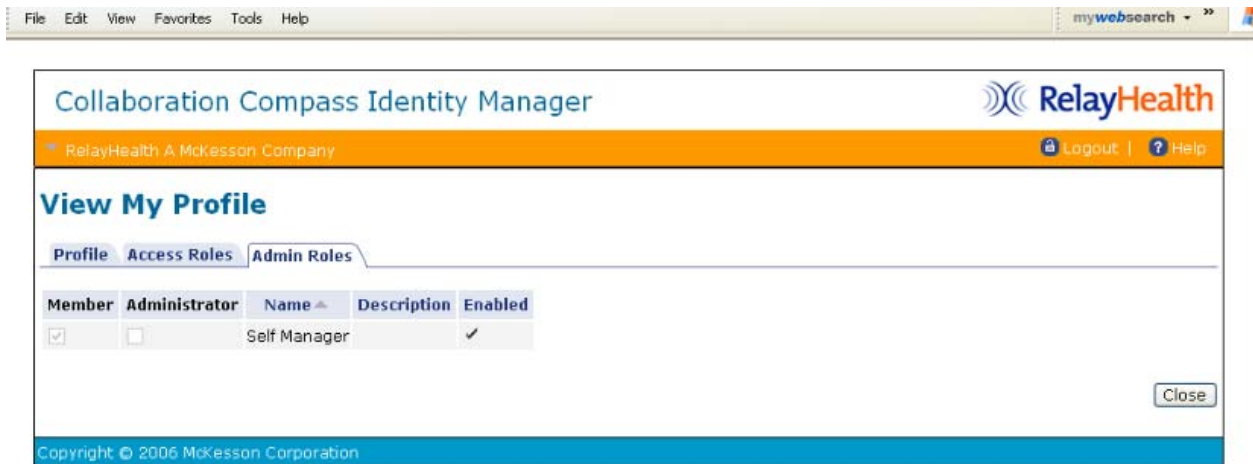 File Edit View Favorites Tools Help
mywebsearch »
Collaboration Compass Identity Manager
RelayHealth
RelayHealth A McKesson Company
Logout | ? Help
View My Profile
Profile Access Roles Admin Roles
Member Administrator Name Description Enabled
Self Manager
Close
Copyright © 2006 McKesson Corporation